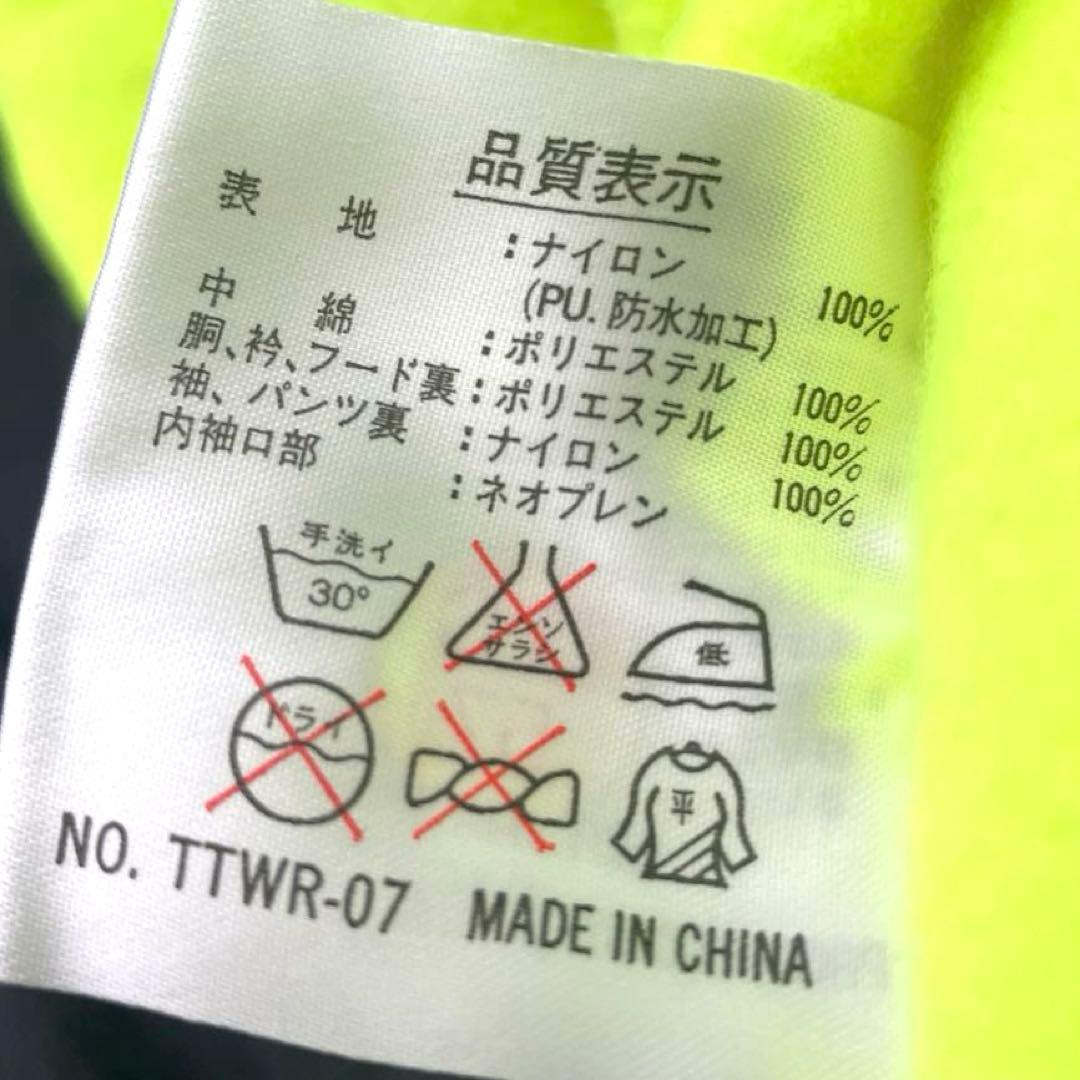 品質表示
表 地 :ナイロン 100%
(PU.防水加工)
中 綿 :ポリエステル 100%
胴、衿、フード裏:ポリエステル 100%
袖、パンツ裏 :ナイロン 100%
内袖口部 :ネオプレン
手洗イ
30°
エンソ
サラシ
低
ドライ
平
NO. TTWR-07 MADE IN CHINA